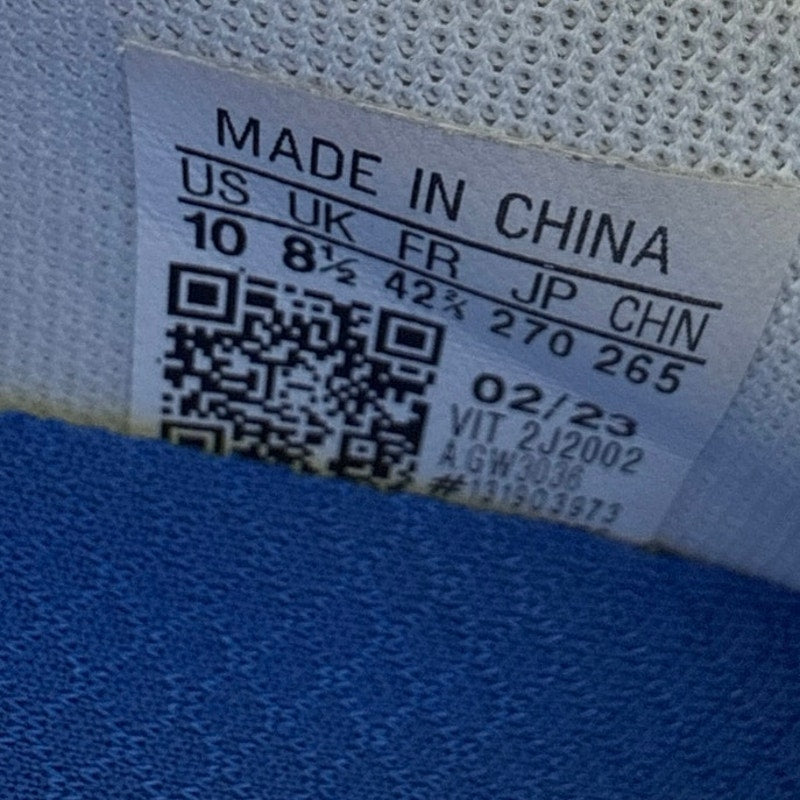 MADE IN CHINA
US UK FR JP CHN
10 8½ 42⅔ 270 265
02/23
VIT 2J2002
AGW3036
#131903973